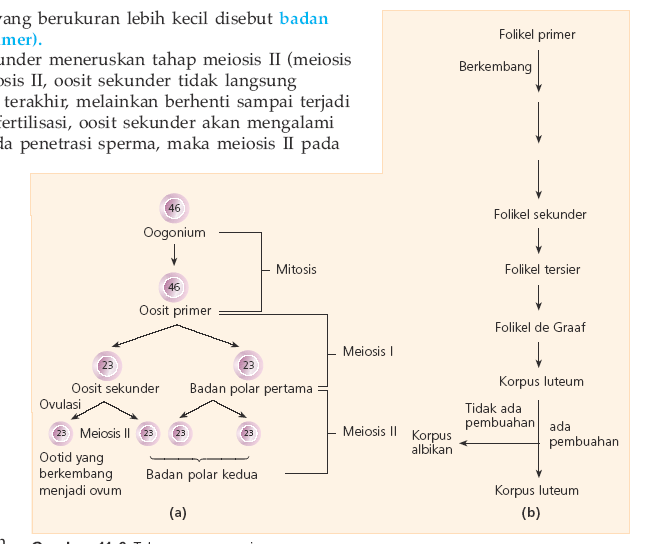 yang berukuran lebih kecil disebut badan
mer).
under meneruskan tahap meiosis II (meiosis
osis II, oosit sekunder tidak langsung
terakhir, melainkan berhenti sampai terjadi
fertilisasi, oosit sekunder akan mengalami
da penetrasi sperma, maka meiosis II pada
46
Oogonium
Mitosis
46
Oosit primer
Meiosis I
23
23
Oosit sekunder
Badan polar pertama
Ovulasi
23
Meiosis II
23
23
23
Meiosis II
Ootid yang
berkembang
menjadi ovum
Badan polar kedua
(a)
Folikel primer
Berkembang
Folikel sekunder
Folikel tersier
Folikel de Graaf
Korpus luteum
Tidak ada
pembuahan
ada
pembuahan
Korpus
albikan
Korpus luteum
(b)